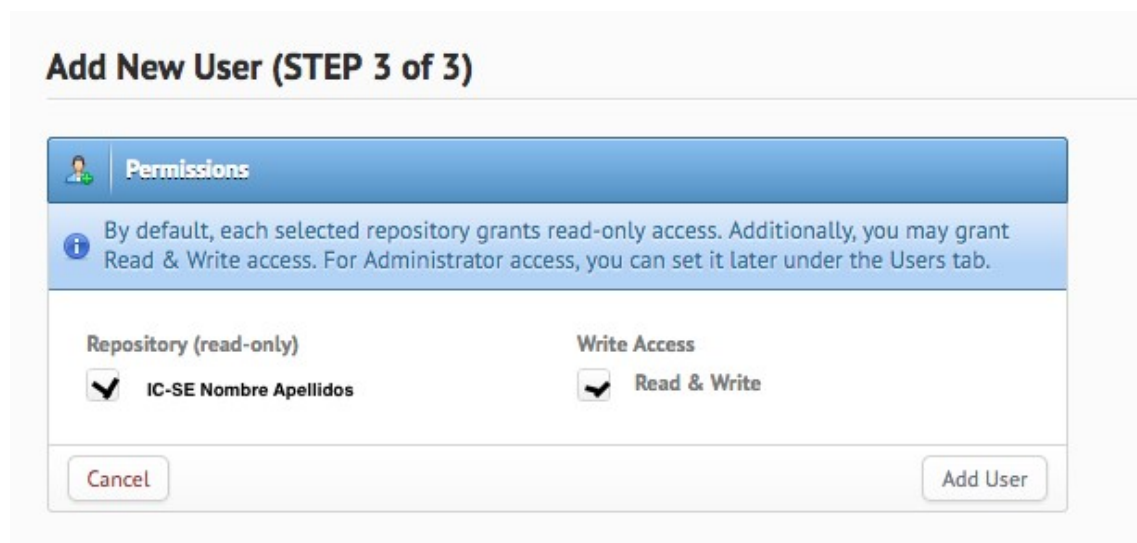 Add New User (STEP 3 of 3)
Permissions
By default, each selected repository grants read-only access. Additionally, you may grant
Read & Write access. For Administrator access, you can set it later under the Users tab.
Repository (read-only)
Write Access
IC-SE Nombre Apellidos
Read & Write
Cancel
Add User